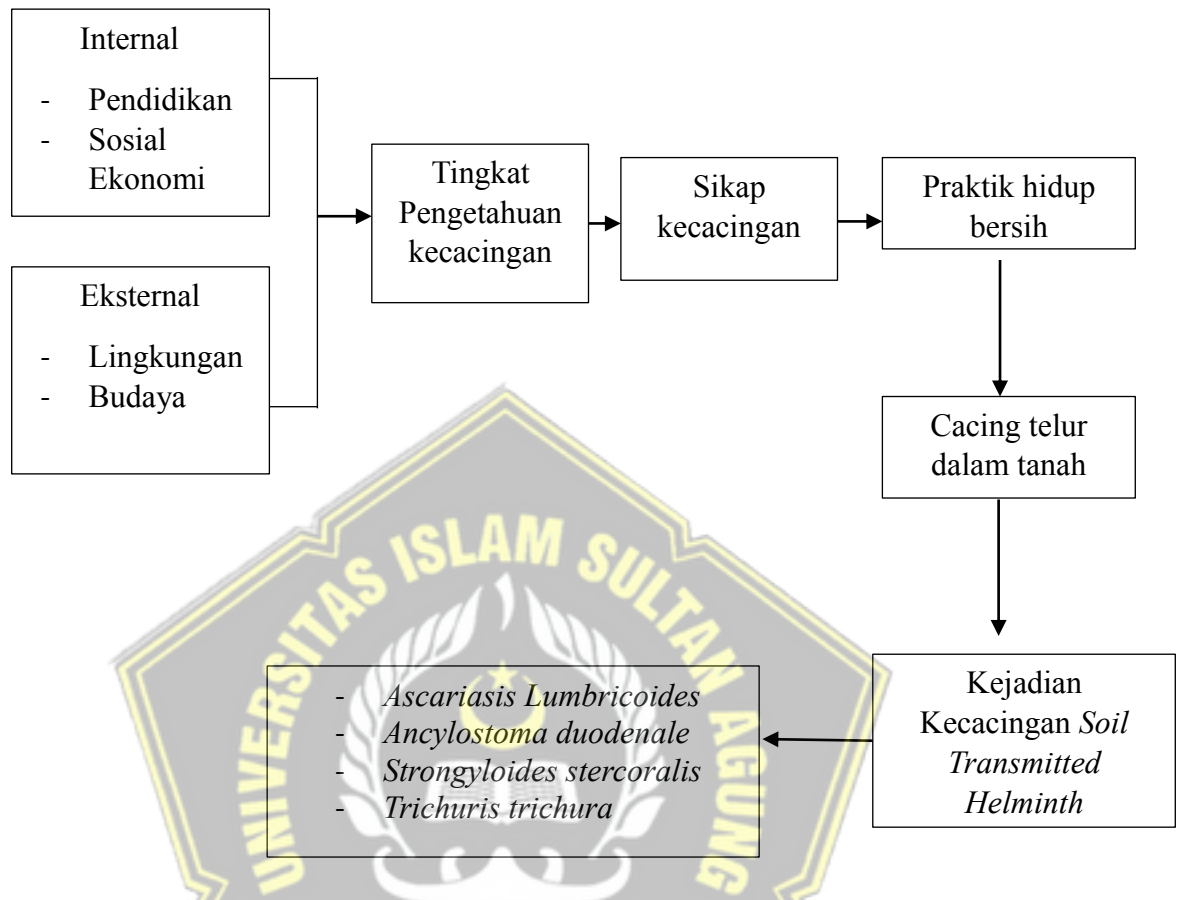 Internal
- Pendidikan
- Sosial
Ekonomi
Eksternal
- Lingkungan
- Budaya
Tingkat
Pengetahuan
kecacingan
Sikap
kecacingan
Praktik hidup
bersih
Cacing telur
dalam tanah
Kejadian
Kecacingan Soil
Transmitted
Helminth
- Ascariasis Lumbricoides
- Ancylostoma duodenale
- Strongyloides stercoralis
- Trichuris trichura
UNIVERSITAS ISLAM SULTAN AGUNG